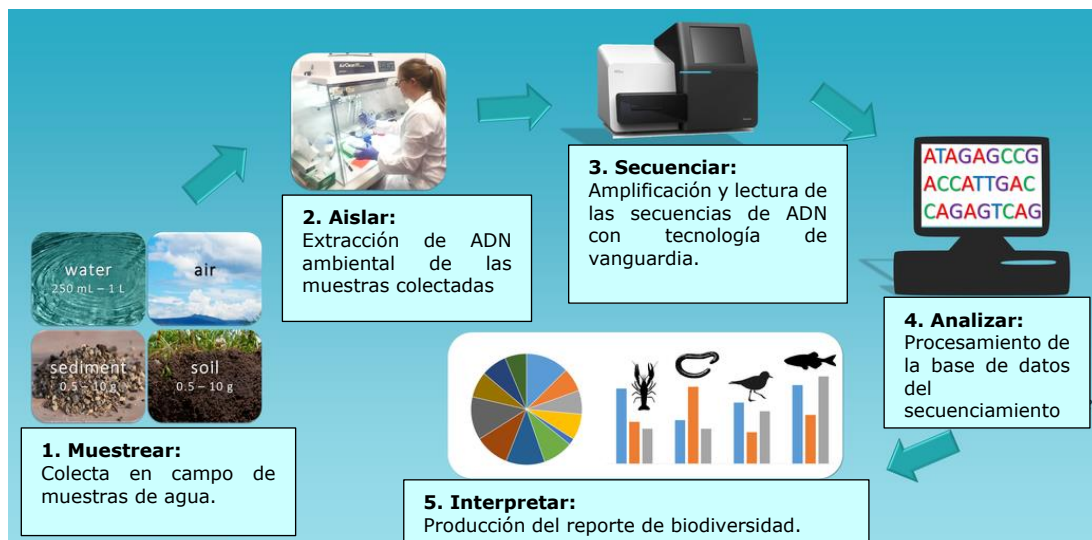 water
250 mL – 1 L
air
sediment
0.5 – 10 g
soil
0.5 – 10 g
1. Muestrear:
Colecta en campo de
muestras de agua.
2. Aislar:
Extracción de ADN
ambiental de las
muestras colectadas
3. Secuenciar:
Amplificación y lectura de
las secuencias de ADN
con tecnología de
vanguardia.
ATAGAGCCG
ACCATTGAC
CAGAGTCAG
4. Analizar:
Procesamiento de
la base de datos
del
secuenciamiento
5. Interpretar:
Producción del reporte de biodiversidad.